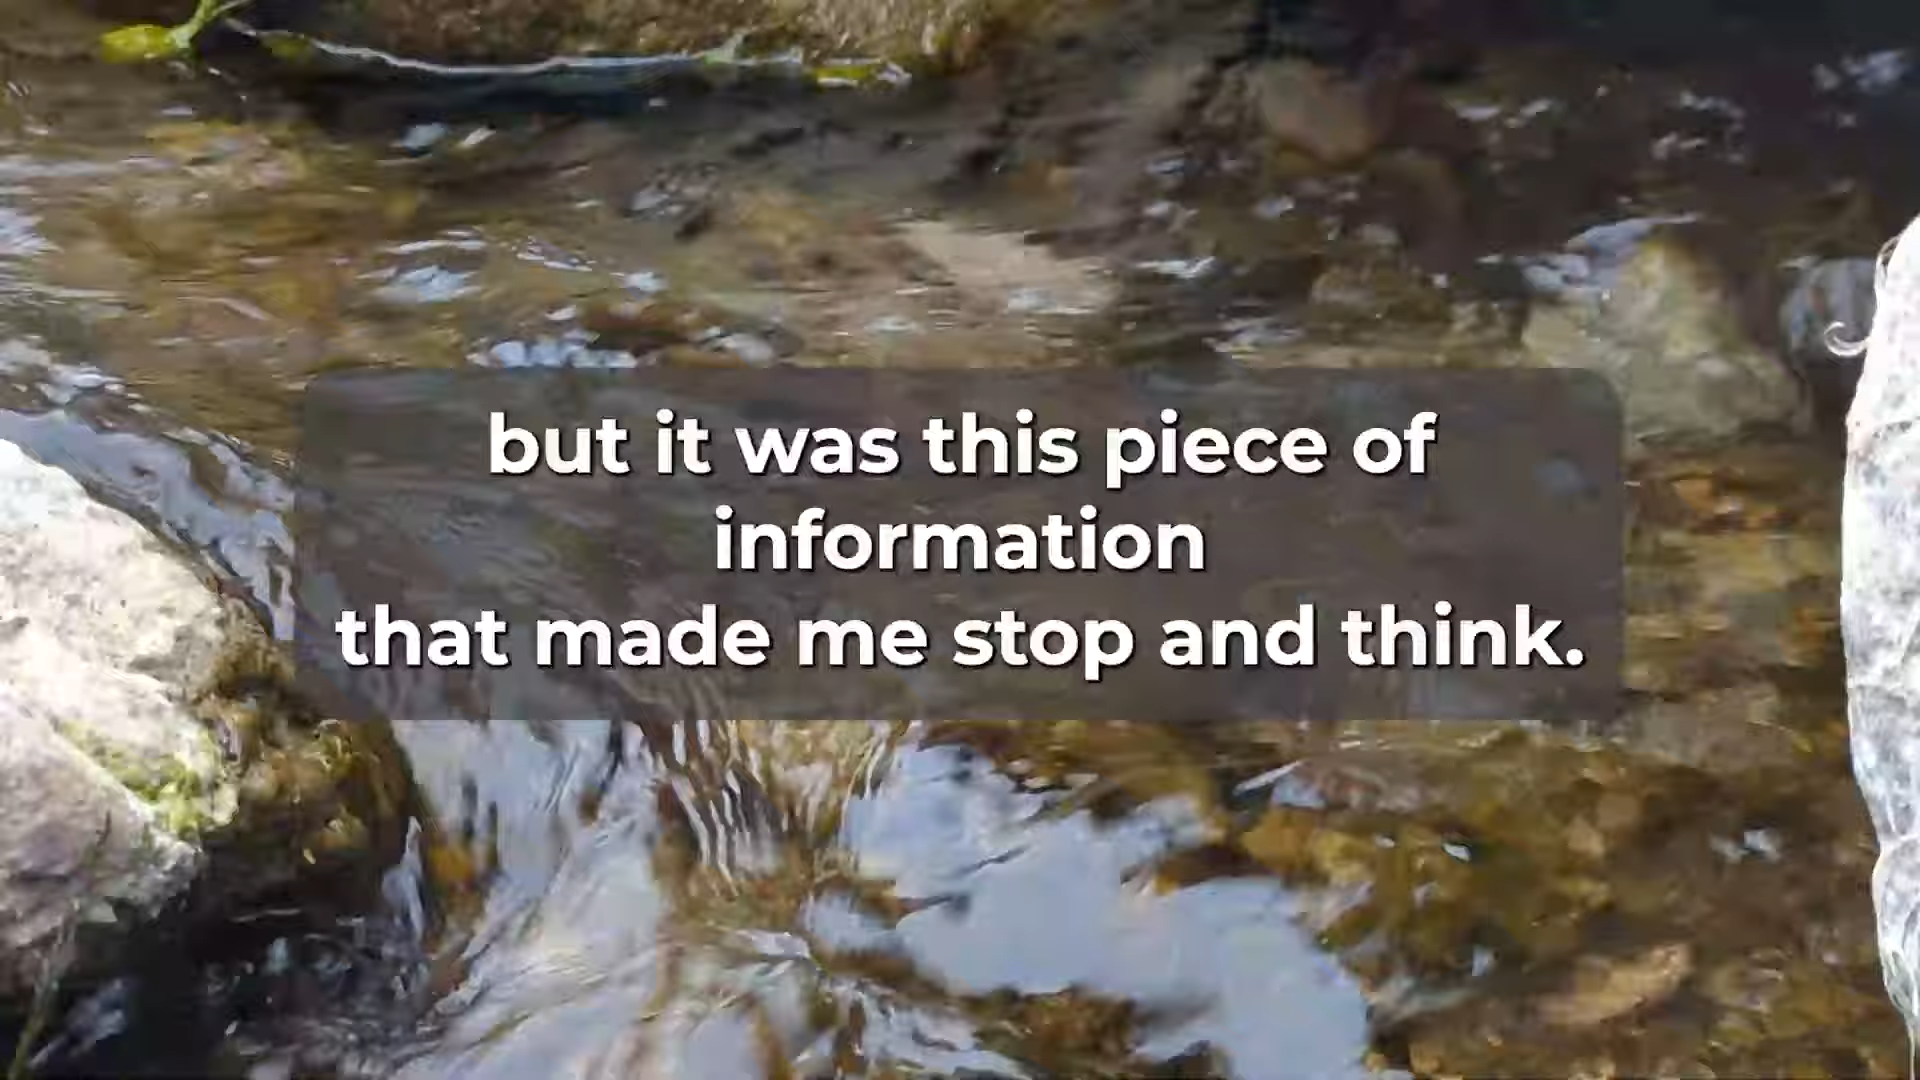 but it was this piece of
information
that made me stop and think.